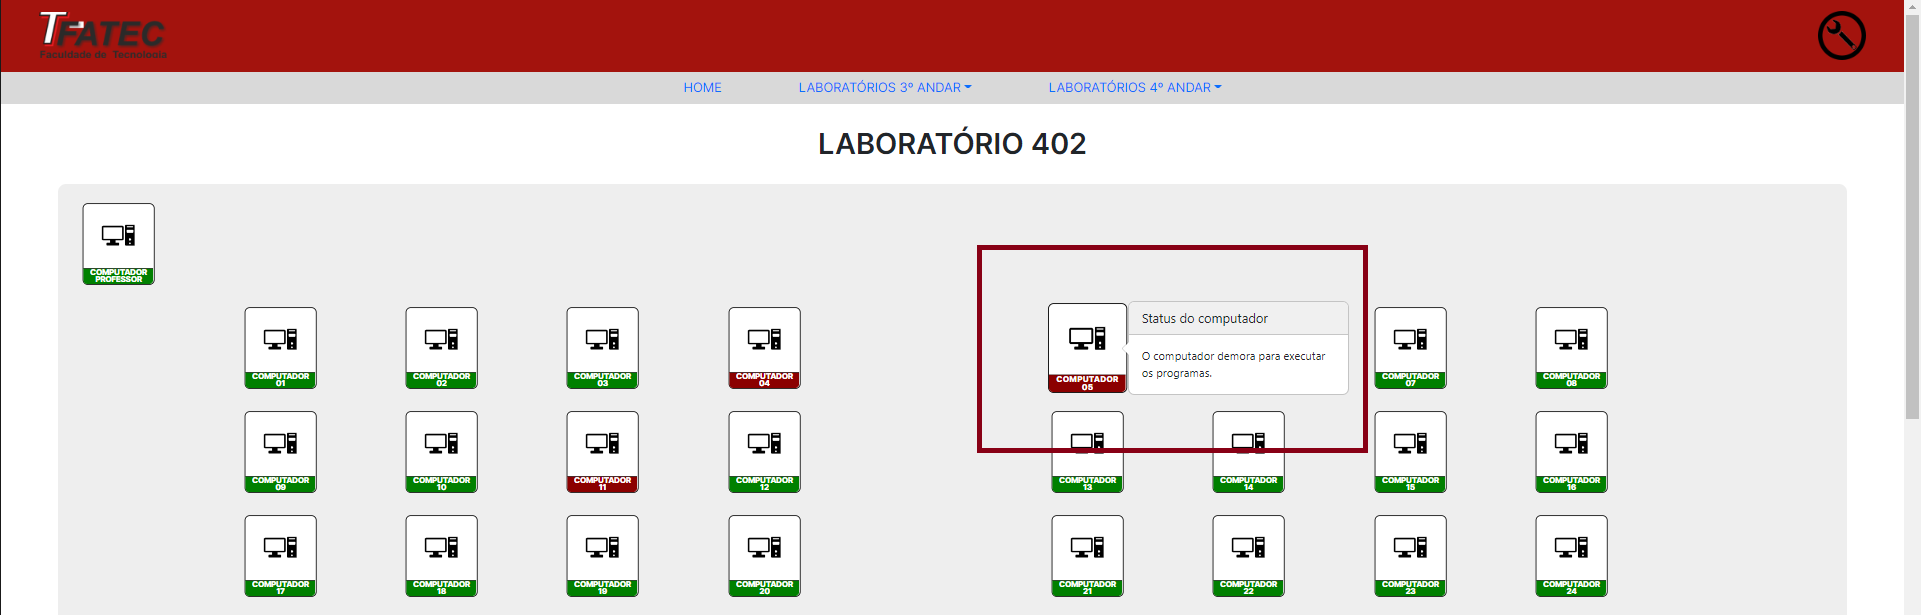 TFATEC
Faculdade de Tecnologia
HOME
LABORATÓRIOS 3º ANDAR
LABORATÓRIOS 4º ANDAR
LABORATÓRIO 402
COMPUTADOR
PROFESSOR
COMPUTADOR
01
COMPUTADOR
02
COMPUTADOR
03
COMPUTADOR
04
COMPUTADOR
05
Status do computador
O computador demora para executar
os programas.
COMPUTADOR
07
COMPUTADOR
08
COMPUTADOR
09
COMPUTADOR
10
COMPUTADOR
11
COMPUTADOR
12
COMPUTADOR
13
COMPUTADOR
14
COMPUTADOR
15
COMPUTADOR
16
COMPUTADOR
17
COMPUTADOR
18
COMPUTADOR
19
COMPUTADOR
20
COMPUTADOR
21
COMPUTADOR
22
COMPUTADOR
23
COMPUTADOR
24